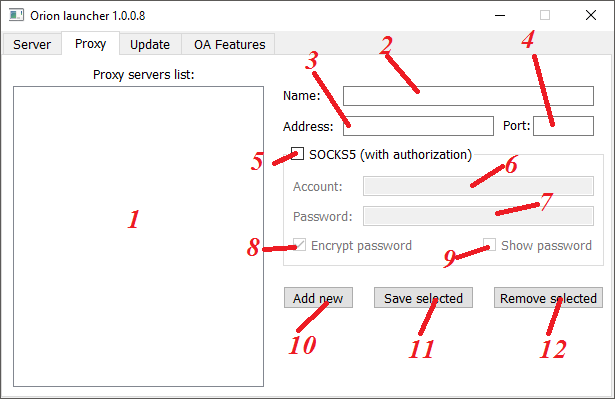 Orion launcher 1.0.0.8
Server Proxy Update OA Features
Proxy servers list:
1
2
3
4
Name:
Address:
Port:
5
SOCKS5 (with authorization)
6
Account:
7
Password:
8
Encrypt password
9
Show password
Add new
Save selected
Remove selected
10
11
12